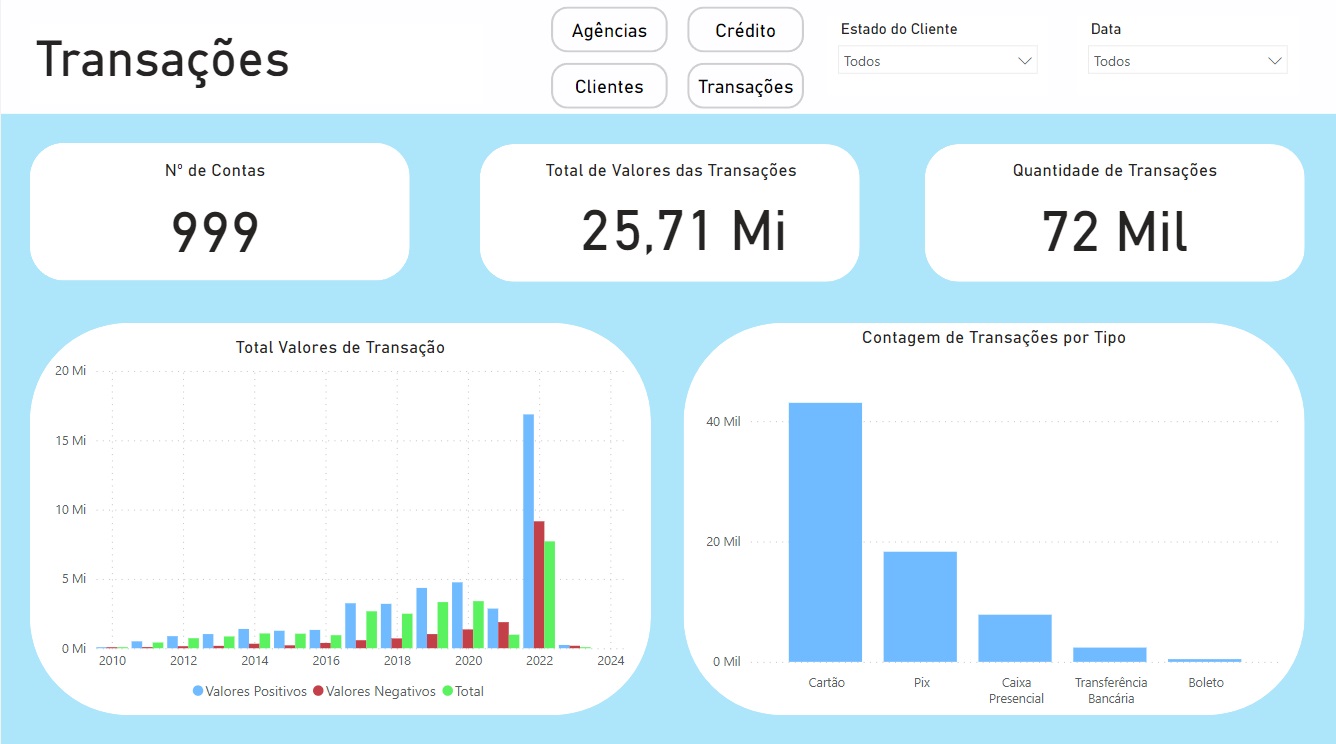 Transações
Agências
Crédito
Clientes
Transações
Estado do Cliente
Todos
Data
Todos
Nº de Contas
999
Total de Valores das Transações
25,71 Mi
Quantidade de Transações
72 Mil
Total Valores de Transação
20 Mi
15 Mi
10 Mi
5 Mi
0 Mi
2010 2012 2014 2016 2018 2020 2022 2024
Valores Positivos Valores Negativos Total
Contagem de Transações por Tipo
40 Mil
20 Mil
0 Mil
Cartão
Pix
Caixa
Presencial
Transferência
Bancária
Boleto